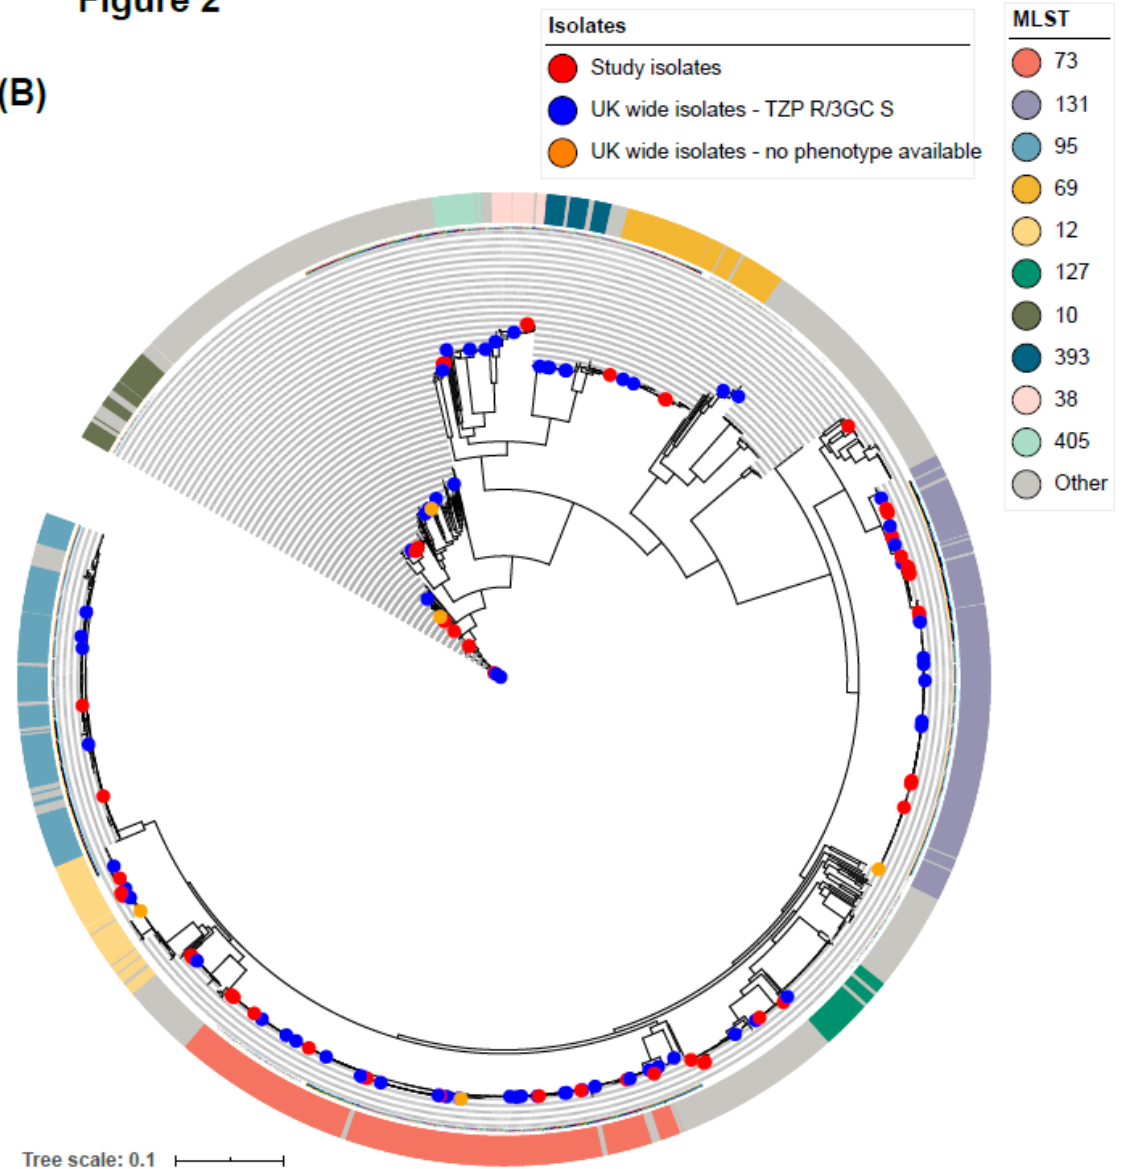 Figure 2
(B)
Isolates
Study isolates
UK wide isolates - TZP R/3GC S
UK wide isolates - no phenotype available
MLST
73
131
95
69
12
127
10
393
38
405
Other
Tree scale: 0.1